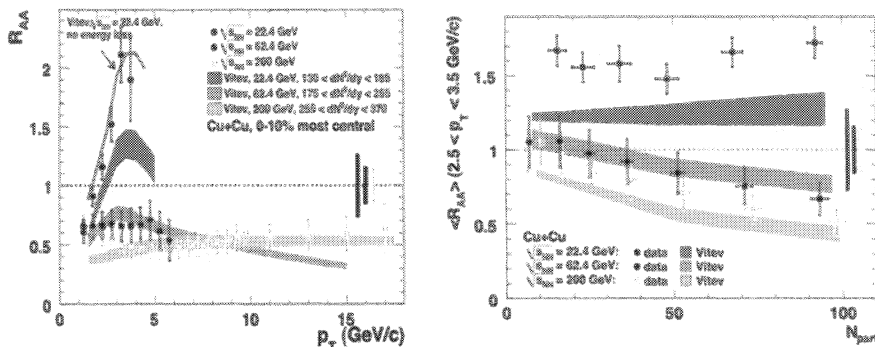 R_AA
Vitev, √s_NN = 22.4 GeV,
no energy loss
√s_NN = 22.4 GeV
√s_NN = 62.4 GeV
√s_NN = 200 GeV
Vitev, 22.4 GeV, 135 < dN^g/dy < 185
Vitev, 62.4 GeV, 175 < dN^g/dy < 255
Vitev, 200 GeV, 255 < dN^g/dy < 370
Cu+Cu, 0-10% most central
2
1.5
1
0.5
0
0 5 10 15
p_T (GeV/c)
<R_AA> (2.5 < p_T < 3.5 GeV/c)
1.5
1
0.5
0
Cu+Cu
√s_NN = 22.4 GeV: data Vitev
√s_NN = 62.4 GeV: data Vitev
√s_NN = 200 GeV: data Vitev
0 50 100
N_part